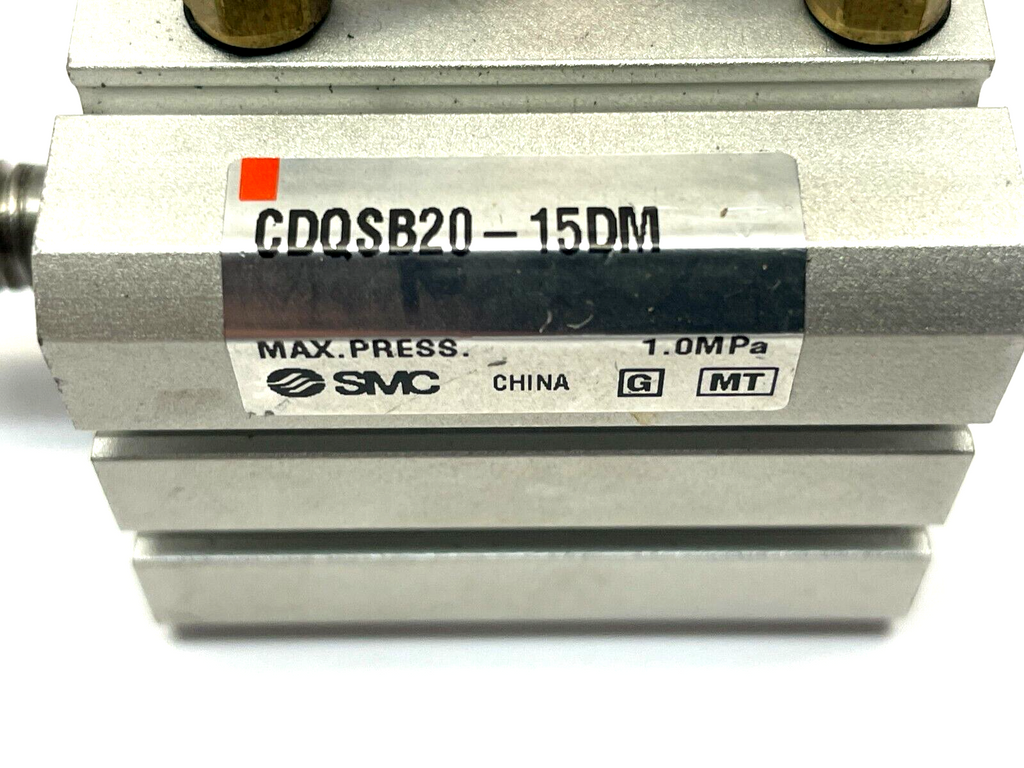 CDQSB20-15DM
MAX.PRESS. 1.0MPa
SMC CHINA G MT